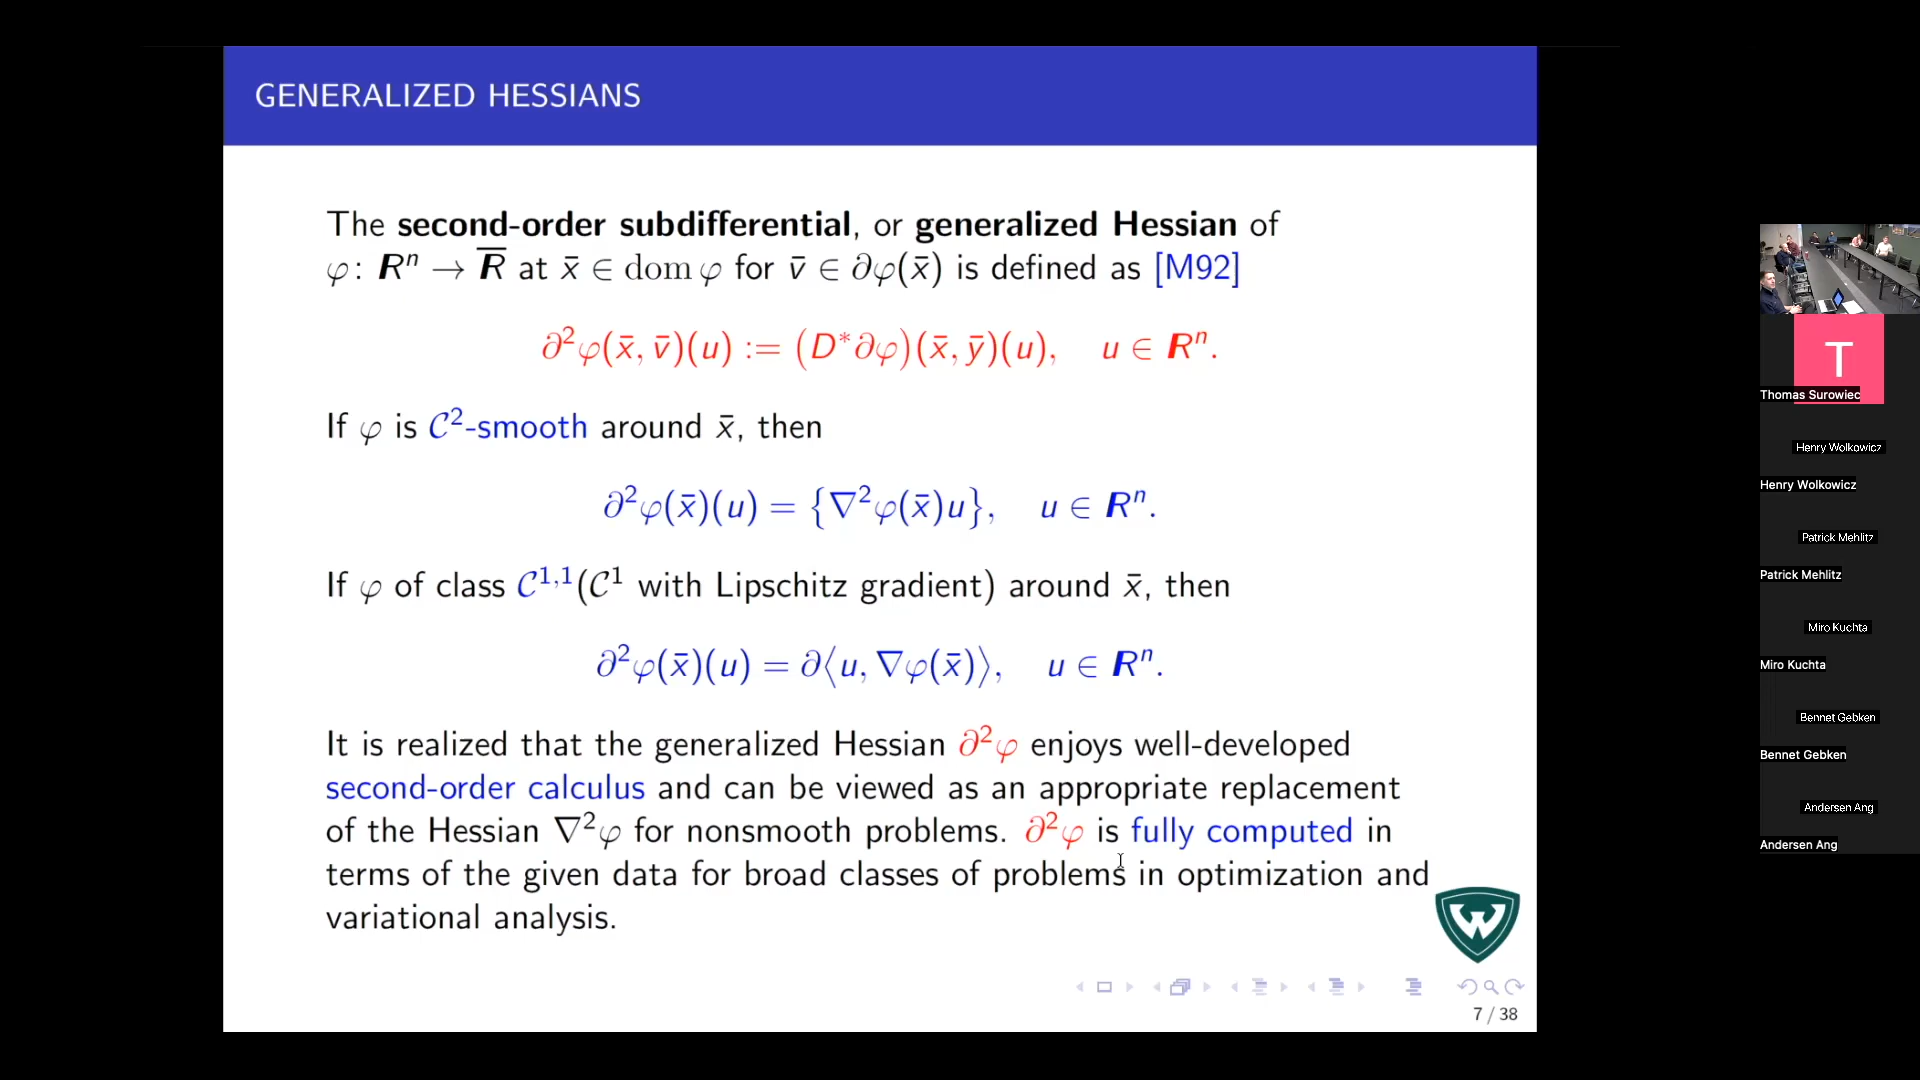 GENERALIZED HESSIANS
The second-order subdifferential, or generalized Hessian of
φ: Rⁿ → R̅ at x̄ ∈ dom φ for v̄ ∈ ∂φ(x̄) is defined as [M92]
∂²φ(x̄, v̄)(u) := (D*∂φ)(x̄, ȳ)(u), u ∈ Rⁿ.
If φ is C²-smooth around x̄, then
∂²φ(x̄)(u) = {∇²φ(x̄)u}, u ∈ Rⁿ.
If φ of class C¹,¹(C¹ with Lipschitz gradient) around x̄, then
∂²φ(x̄)(u) = ∂⟨u, ∇φ(x̄)⟩, u ∈ Rⁿ.
It is realized that the generalized Hessian ∂²φ enjoys well-developed
second-order calculus and can be viewed as an appropriate replacement
of the Hessian ∇²φ for nonsmooth problems. ∂²φ is fully computed in
terms of the given data for broad classes of problems in optimization and
variational analysis.
W
7 / 38
T
Thomas Surowiec
Henry Wolkowicz
Henry Wolkowicz
Patrick Mehlitz
Patrick Mehlitz
Miro Kuchta
Miro Kuchta
Bennet Gebken
Bennet Gebken
Andersen Ang
Andersen Ang